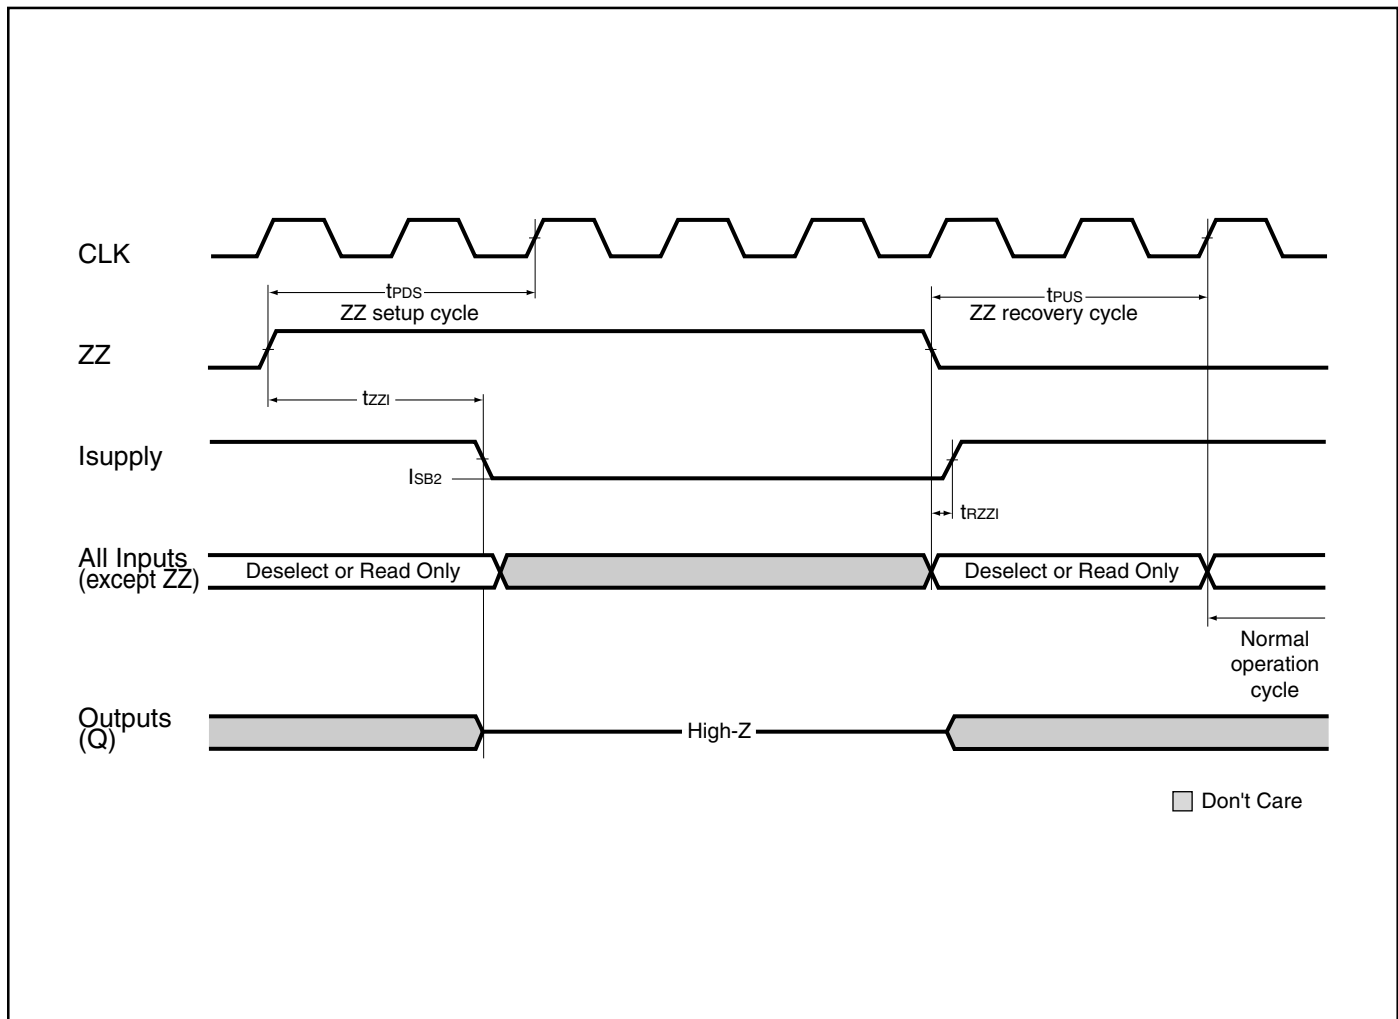 CLK
tPDS
ZZ setup cycle
tPUS
ZZ recovery cycle
ZZ
tZZI
Isupply
ISB2
tRZZI
All Inputs
(except ZZ)
Deselect or Read Only
Deselect or Read Only
Normal
operation
cycle
Outputs
(Q)
High-Z
Don't Care